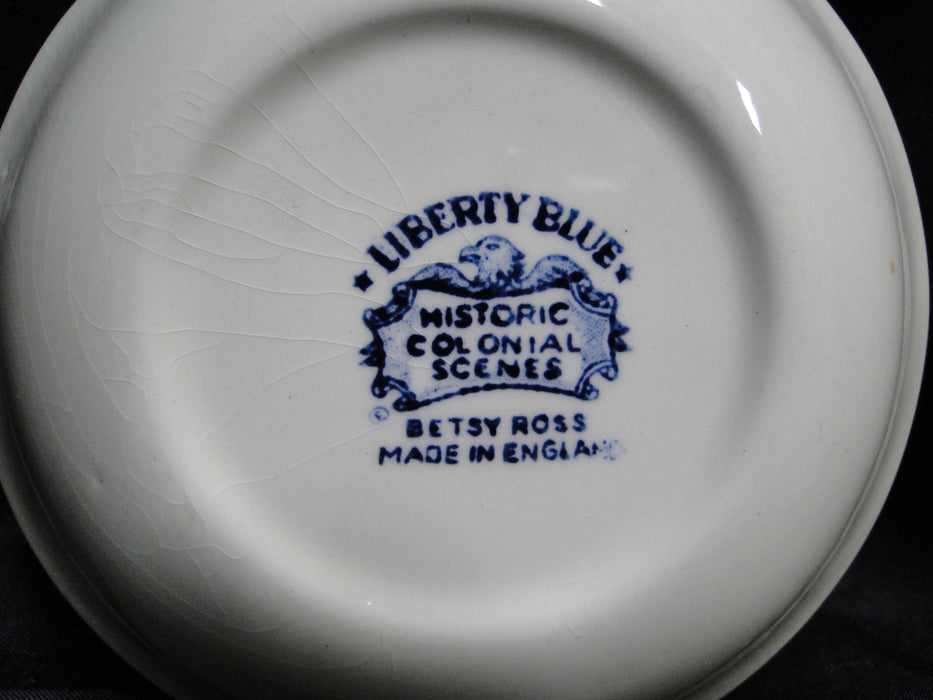 LIBERTY BLUE
HISTORIC
COLONIAL
SCENES
©
BETSY ROSS
MADE IN ENGLAND